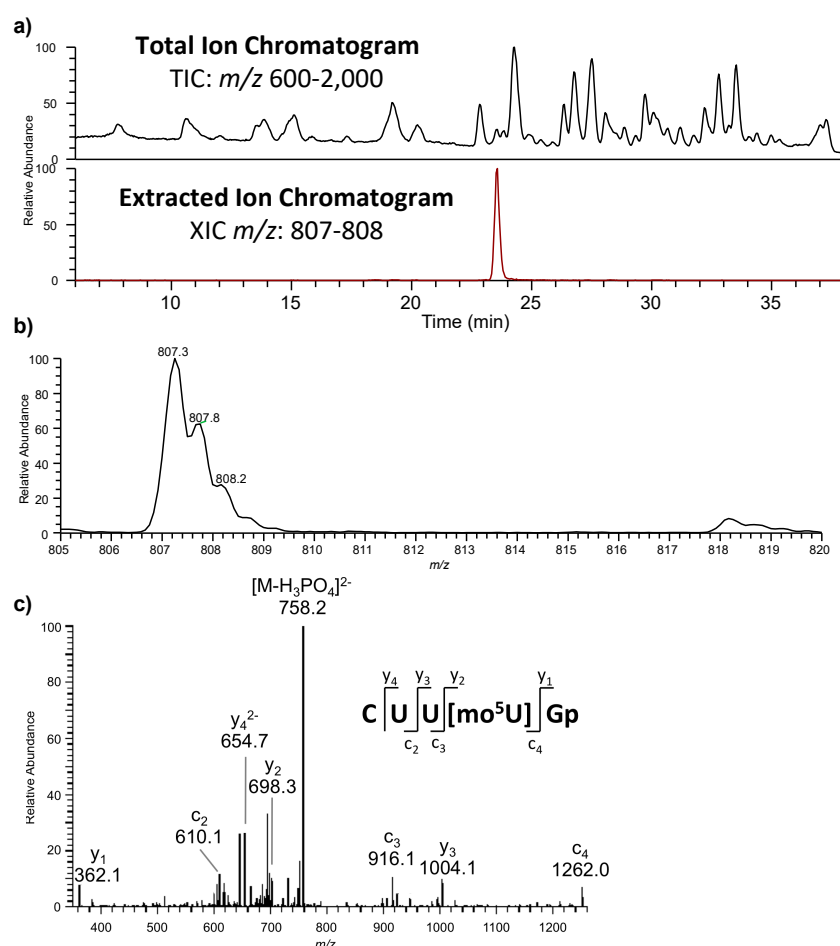 a)
Total Ion Chromatogram
TIC: m/z 600-2,000
100
50
0
Relative Abundance
Extracted Ion Chromatogram
XIC m/z: 807-808
100
50
0
10 15 20 25 30 35
Time (min)
b)
807.3
807.8
808.2
100
80
60
40
20
0
Relative Abundance
805 806 807 808 809 810 811 812 813 814 815 816 817 818 819 820
m/z
c)
[M-H₃PO₄]²⁻
758.2
100
80
60
40
20
0
Relative Abundance
y₄ y₃ y₂ y₁
C U U [mo⁵U] Gp
c₂ c₃ c₄
y₄²⁻
654.7
y₂
698.3
c₂
610.1
y₁
362.1
c₃
916.1
y₃
1004.1
c₄
1262.0
400 500 600 700 800 900 1000 1100 1200
m/z